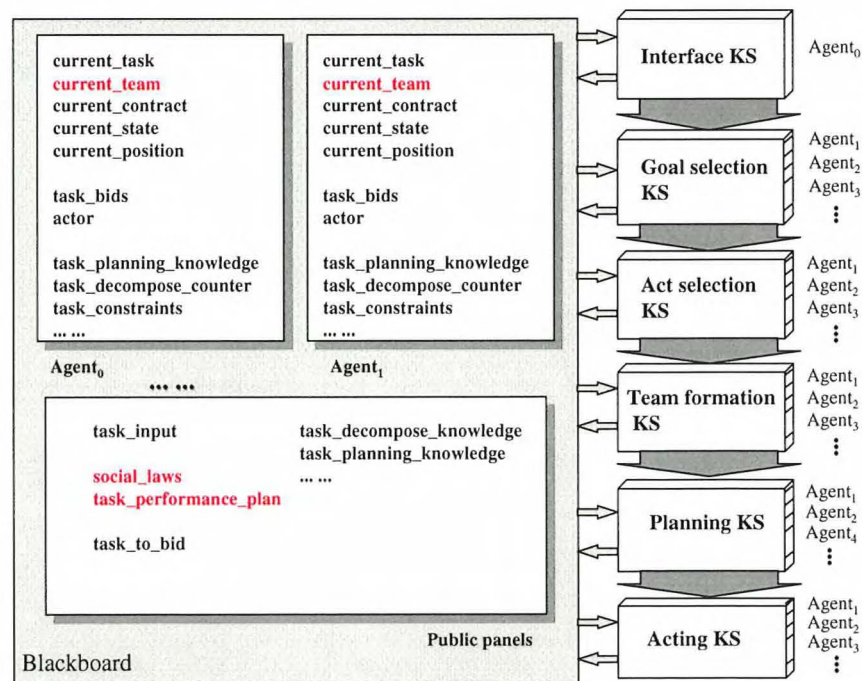 current_task
current_team
current_contract
current_state
current_position
task_bids
actor
task_planning_knowledge
task_decompose_counter
task_constraints
... ...
Agent0
current_task
current_team
current_contract
current_state
current_position
task_bids
actor
task_planning_knowledge
task_decompose_counter
task_constraints
... ...
Agent1
... ...
task_input
social_laws
task_performance_plan
task_to_bid
task_decompose_knowledge
task_planning_knowledge
... ...
Public panels
Blackboard
Interface KS
Agent0
Goal selection
KS
Agent1
Agent2
Agent3
Act selection
KS
Agent1
Agent2
Agent3
Team formation
KS
Agent1
Agent2
Agent3
Planning KS
Agent1
Agent2
Agent4
Acting KS
Agent1
Agent2
Agent3